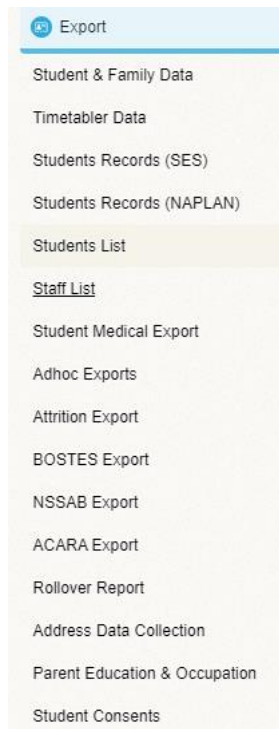 Export
Student & Family Data
Timetabler Data
Students Records (SES)
Students Records (NAPLAN)
Students List
Staff List
Student Medical Export
Adhoc Exports
Attrition Export
BOSTES Export
NSSAB Export
ACARA Export
Rollover Report
Address Data Collection
Parent Education & Occupation
Student Consents